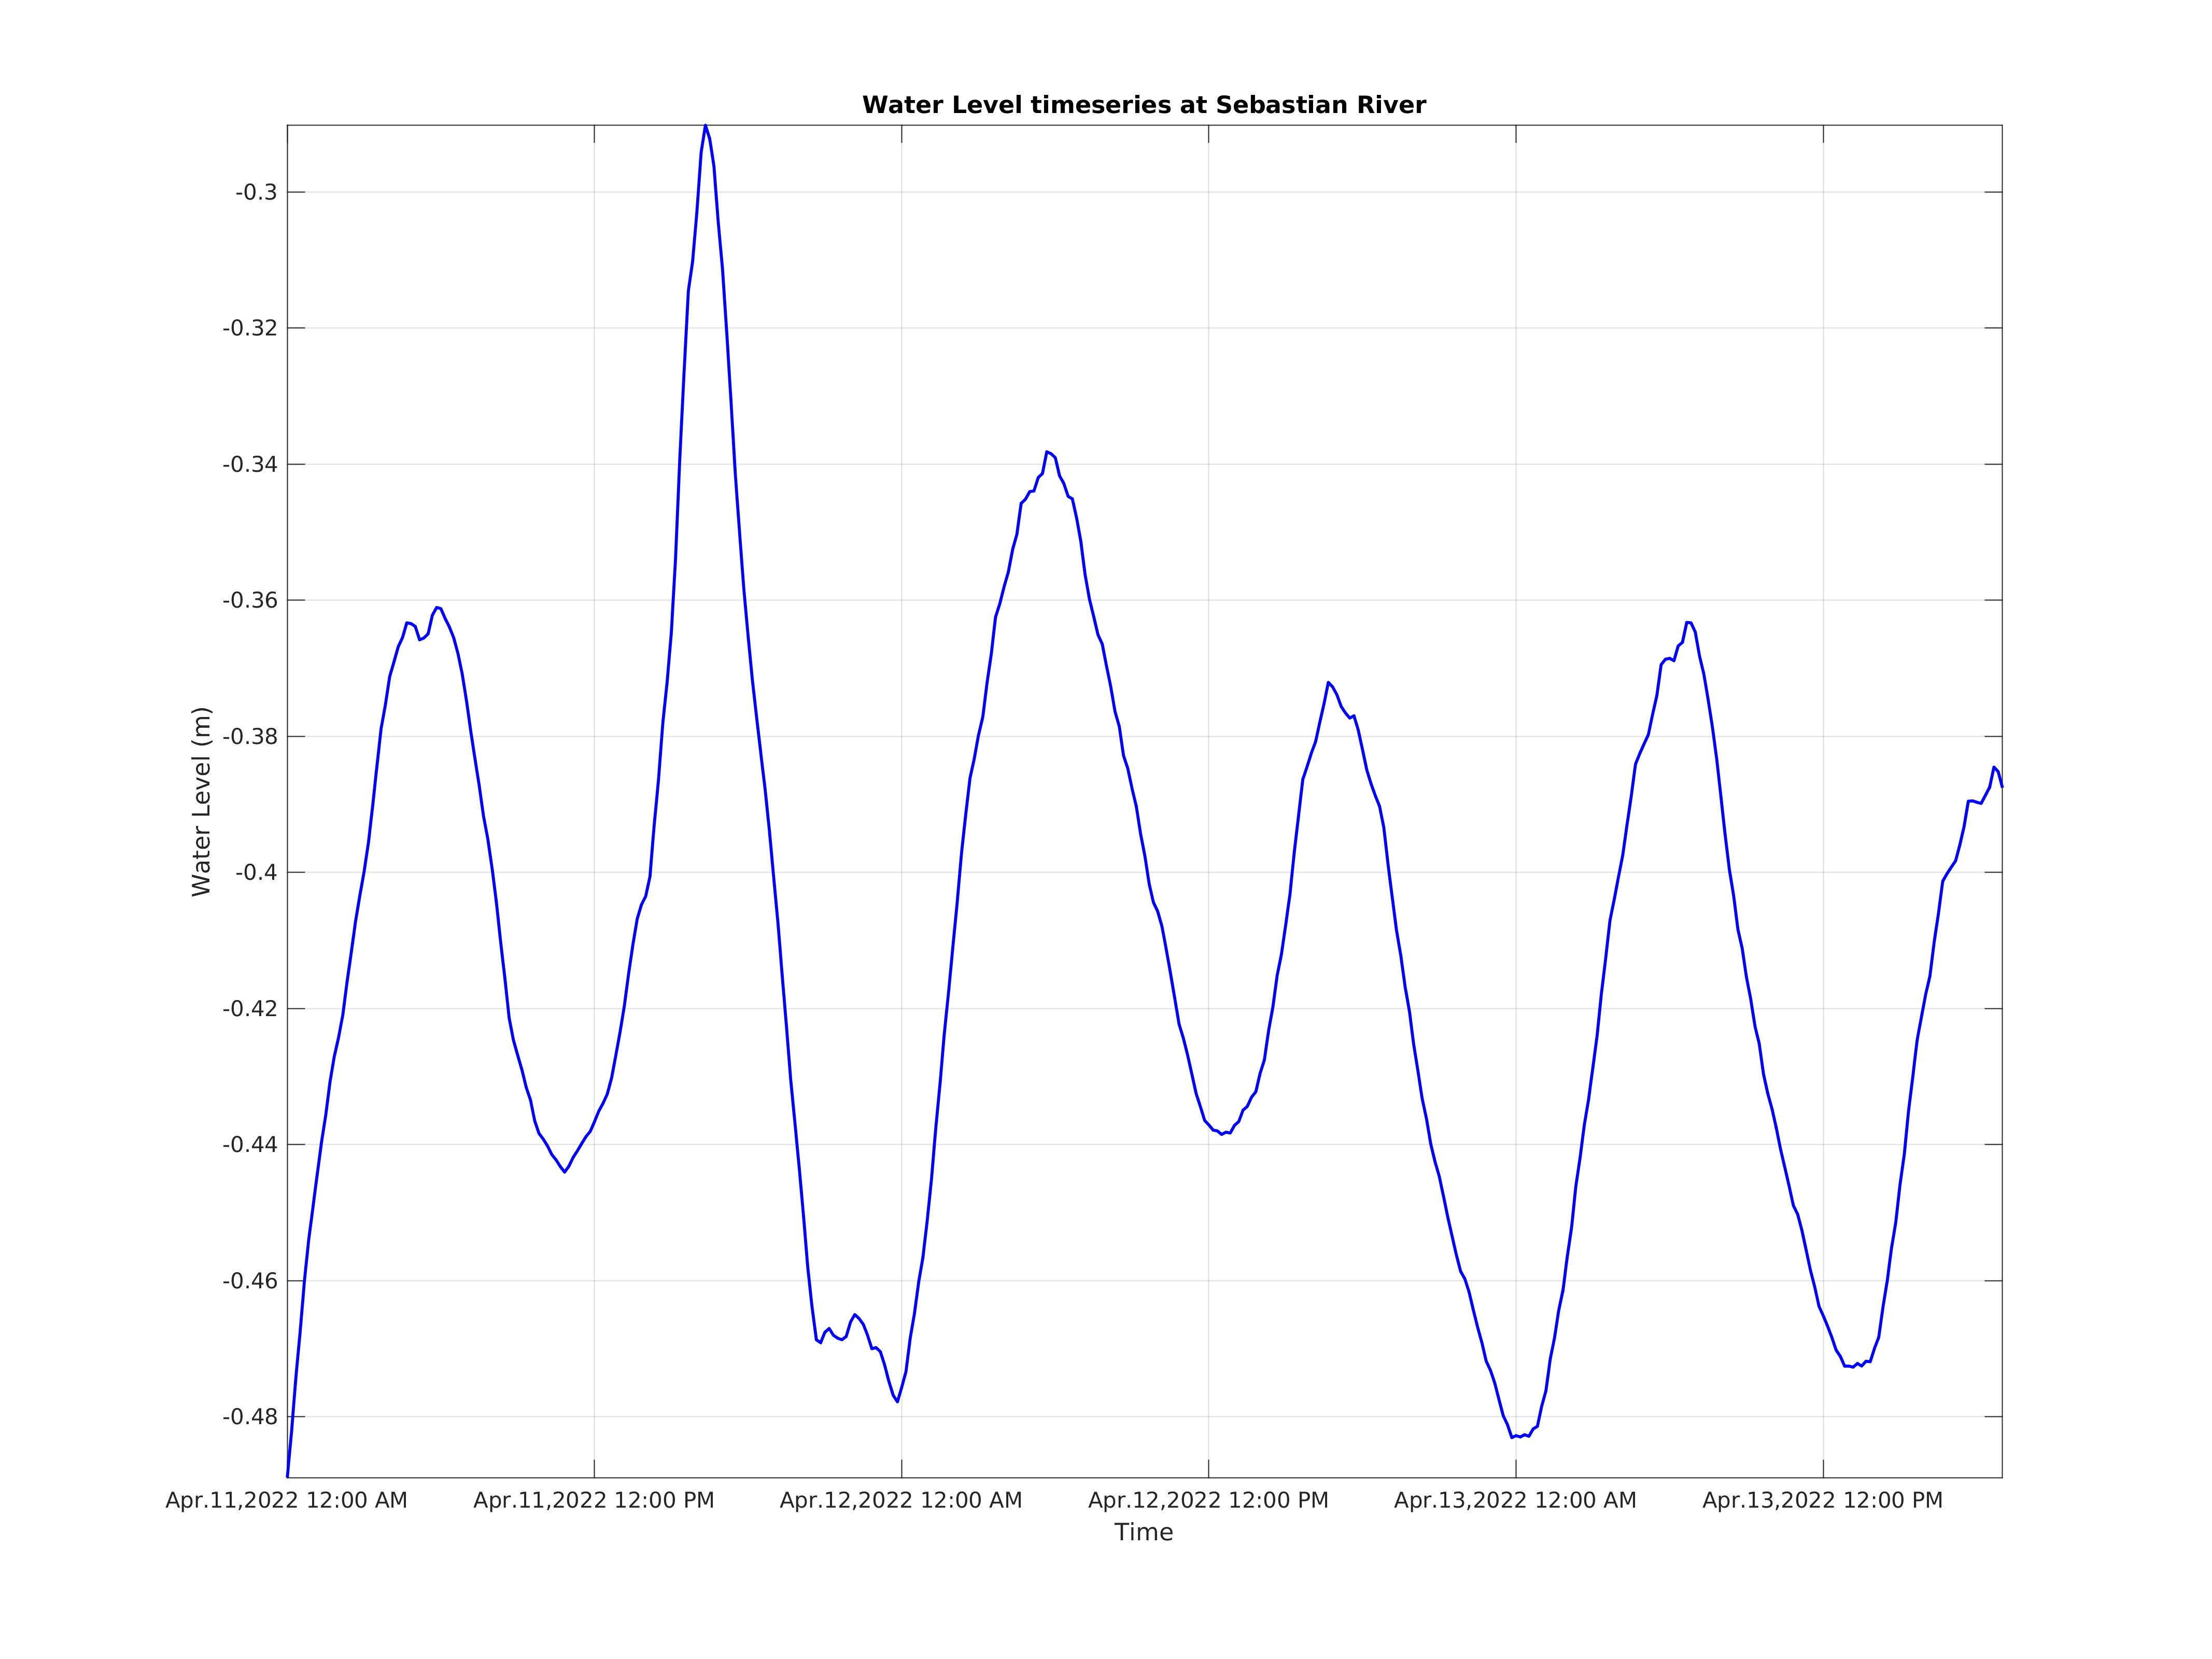 Water Level timeseries at Sebastian River
-0.3
-0.32
-0.34
-0.36
-0.38
-0.4
-0.42
-0.44
-0.46
-0.48
Water Level (m)
Apr.11,2022 12:00 AM
Apr.11,2022 12:00 PM
Apr.12,2022 12:00 AM
Apr.12,2022 12:00 PM
Apr.13,2022 12:00 AM
Apr.13,2022 12:00 PM
Time